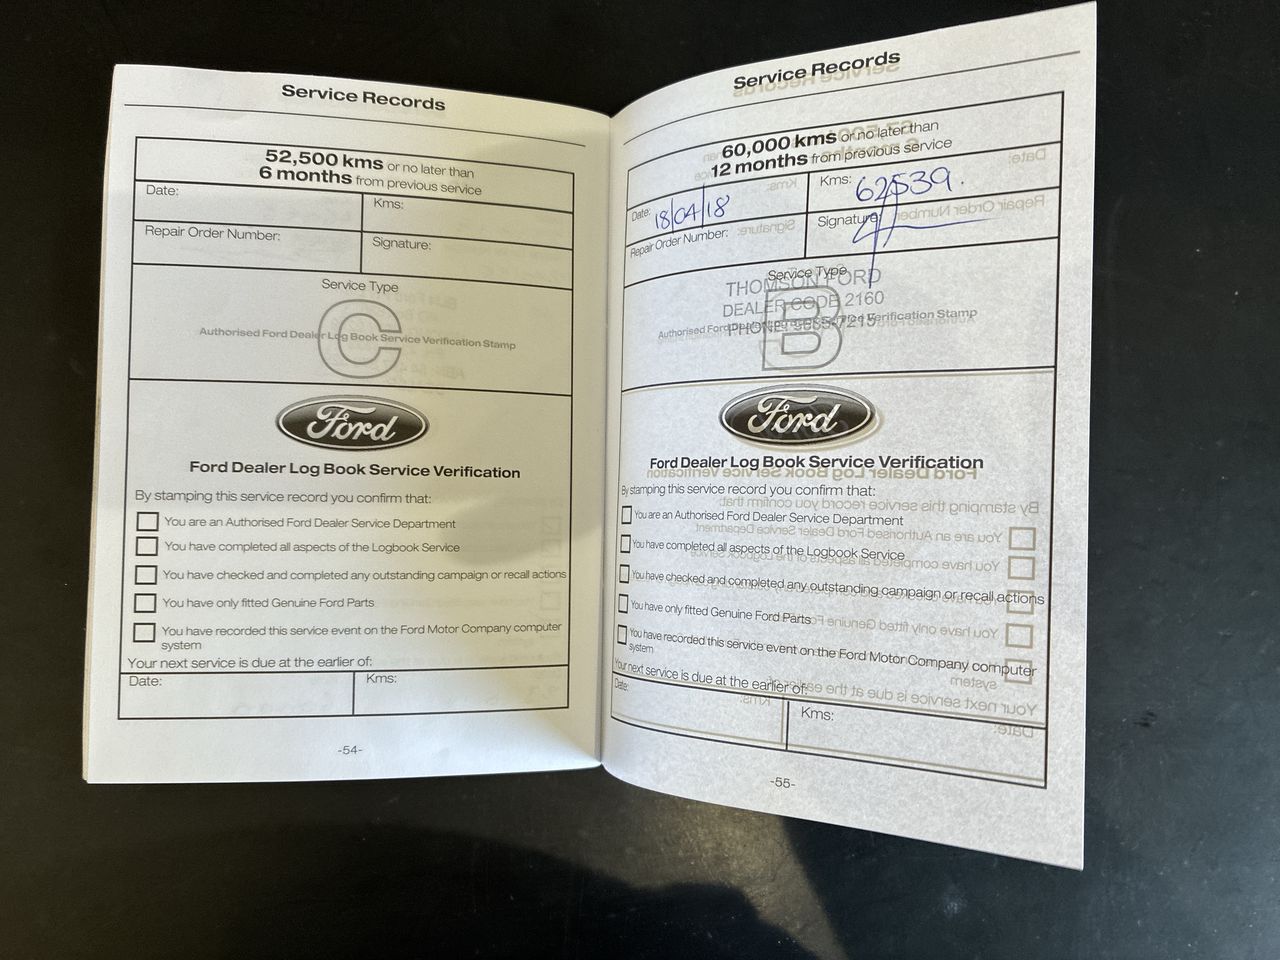 Service Records
52,500 kms or no later than
6 months from previous service
Date:
Kms:
Repair Order Number:
Signature:
Service Type
C
Authorised Ford Dealer Log Book Service Verification Stamp
Ford
Ford Dealer Log Book Service Verification
By stamping this service record you confirm that:
You are an Authorised Ford Dealer Service Department
You have completed all aspects of the Logbook Service
You have checked and completed any outstanding campaign or recall actions
You have only fitted Genuine Ford Parts
You have recorded this service event on the Ford Motor Company computer
system
Your next service is due at the earlier of:
Date:
Kms:
-54-
Service Records
60,000 kms or no later than
12 months from previous service
Date: 18/04/18
Kms: 62539.
Repair Order Number:
Signature:
Service Type
THOMSON FORD
DEALER CODE 2160
PHONE:
B
Authorised Ford Dealer Log Book Service Verification Stamp
Ford
Ford Dealer Log Book Service Verification
By stamping this service record you confirm that:
You are an Authorised Ford Dealer Service Department
You have completed all aspects of the Logbook Service
You have checked and completed any outstanding campaign or recall actions
You have only fitted Genuine Ford Parts
You have recorded this service event on the Ford Motor Company computer
system
Your next service is due at the earlier of:
Date:
Kms:
-55-